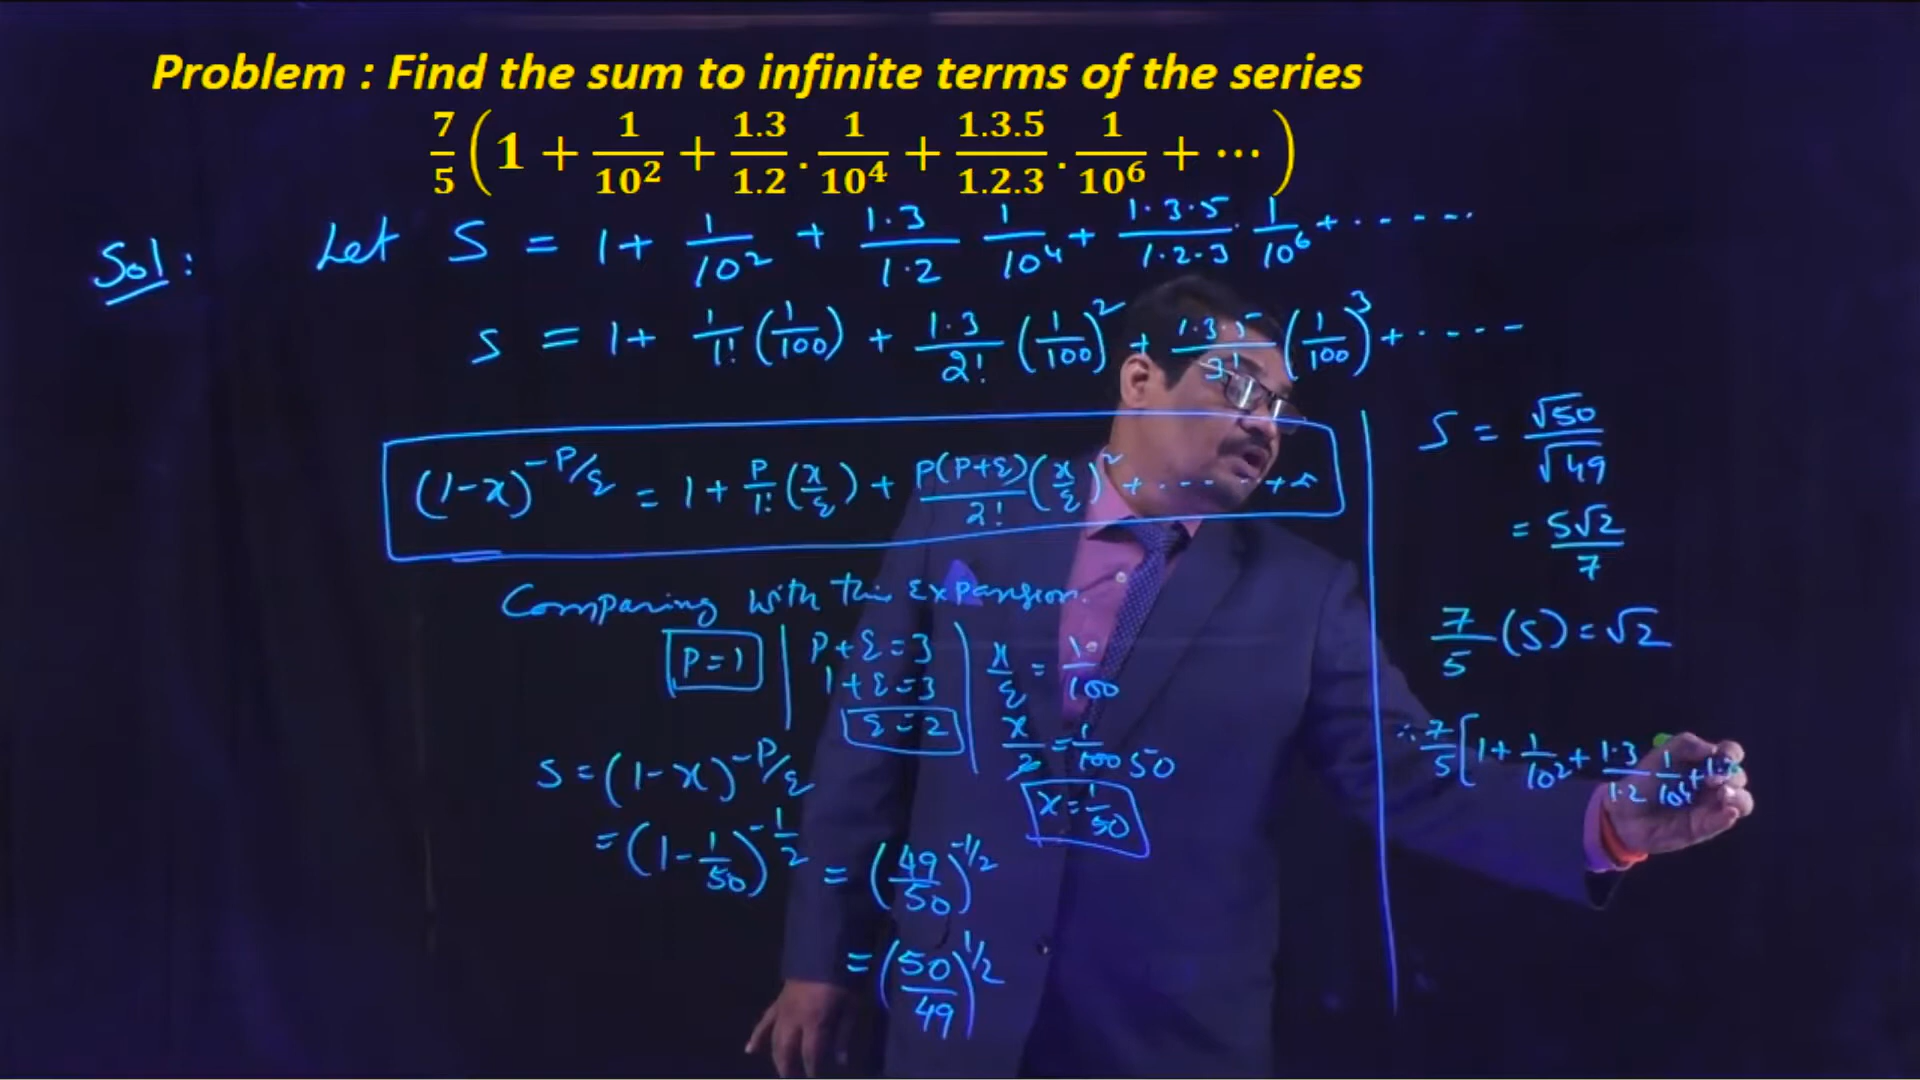 Problem : Find the sum to infinite terms of the series
7/5 (1 + 1/10² + 1.3/1.2 . 1/10⁴ + 1.3.5/1.2.3 . 1/10⁶ + ⋯)
Sol: Let S = 1 + 1/10² + 1·3/1·2 1/10⁴ + 1·3·5/1·2·3 · 1/10⁶ + ·····
S = 1 + 1/1! (1/100) + 1·3/2! (1/100)² + 1·3·5/3! (1/100)³ + ·····
(1-x)^(-p/q) = 1 + p/1! (x/q) + p(p+q)/2! (x/q)² + ····· +
Comparing with this expansion.
p=1 | p+q=3 | x/q = 1/100
1+q=3
q=2
x/2 = 1/100 50
x = 1/50
S = (1-x)^(-p/q)
= (1 - 1/50)^(-1/2) = (49/50)^(-1/2)
= (50/49)^(1/2)
S = √50/√49
= 5√2/7
7/5 (S) = √2
∴ 7/5 [1 + 1/10² + 1·3/1·2 1/10⁴ +